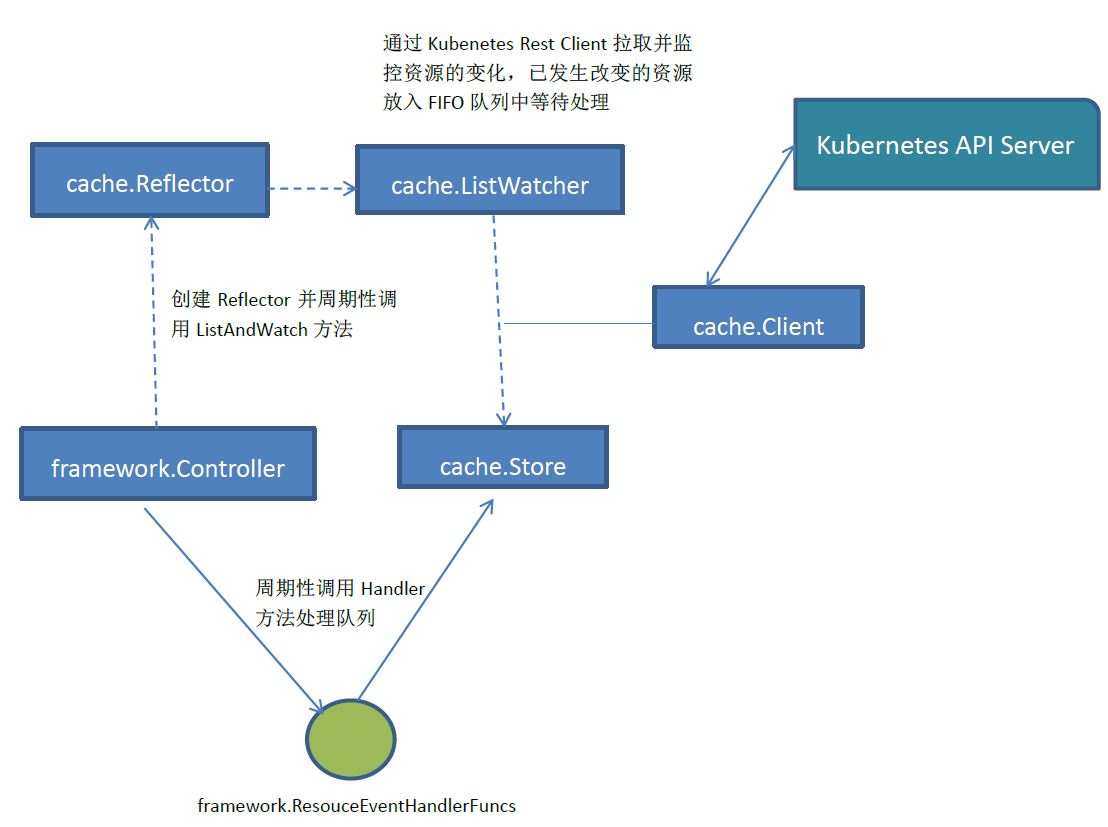 通过 Kubenetes Rest Client 拉取并监
控资源的变化，已发生改变的资源
放入 FIFO 队列中等待处理
Kubernetes API Server
cache.Reflector
cache.ListWatcher
创建 Reflector 并周期性调
用 ListAndWatch 方法
cache.Client
framework.Controller
cache.Store
周期性调用 Handler
方法处理队列
framework.ResouceEventHandlerFuncs